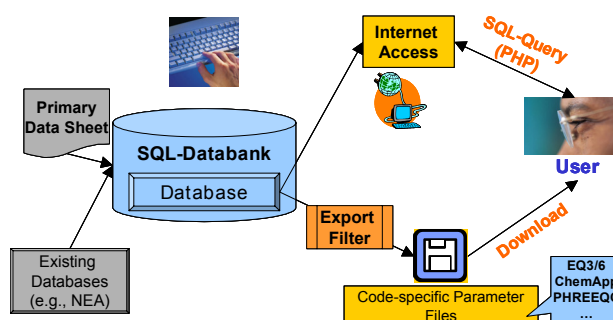 Internet
Access
SQL-Query
(PHP)
Primary
Data Sheet
SQL-Databank
Database
User
Export
Filter
Download
Existing
Databases
(e.g., NEA)
Code-specific Parameter
Files
EQ3/6
ChemApp
PHREEQC
...